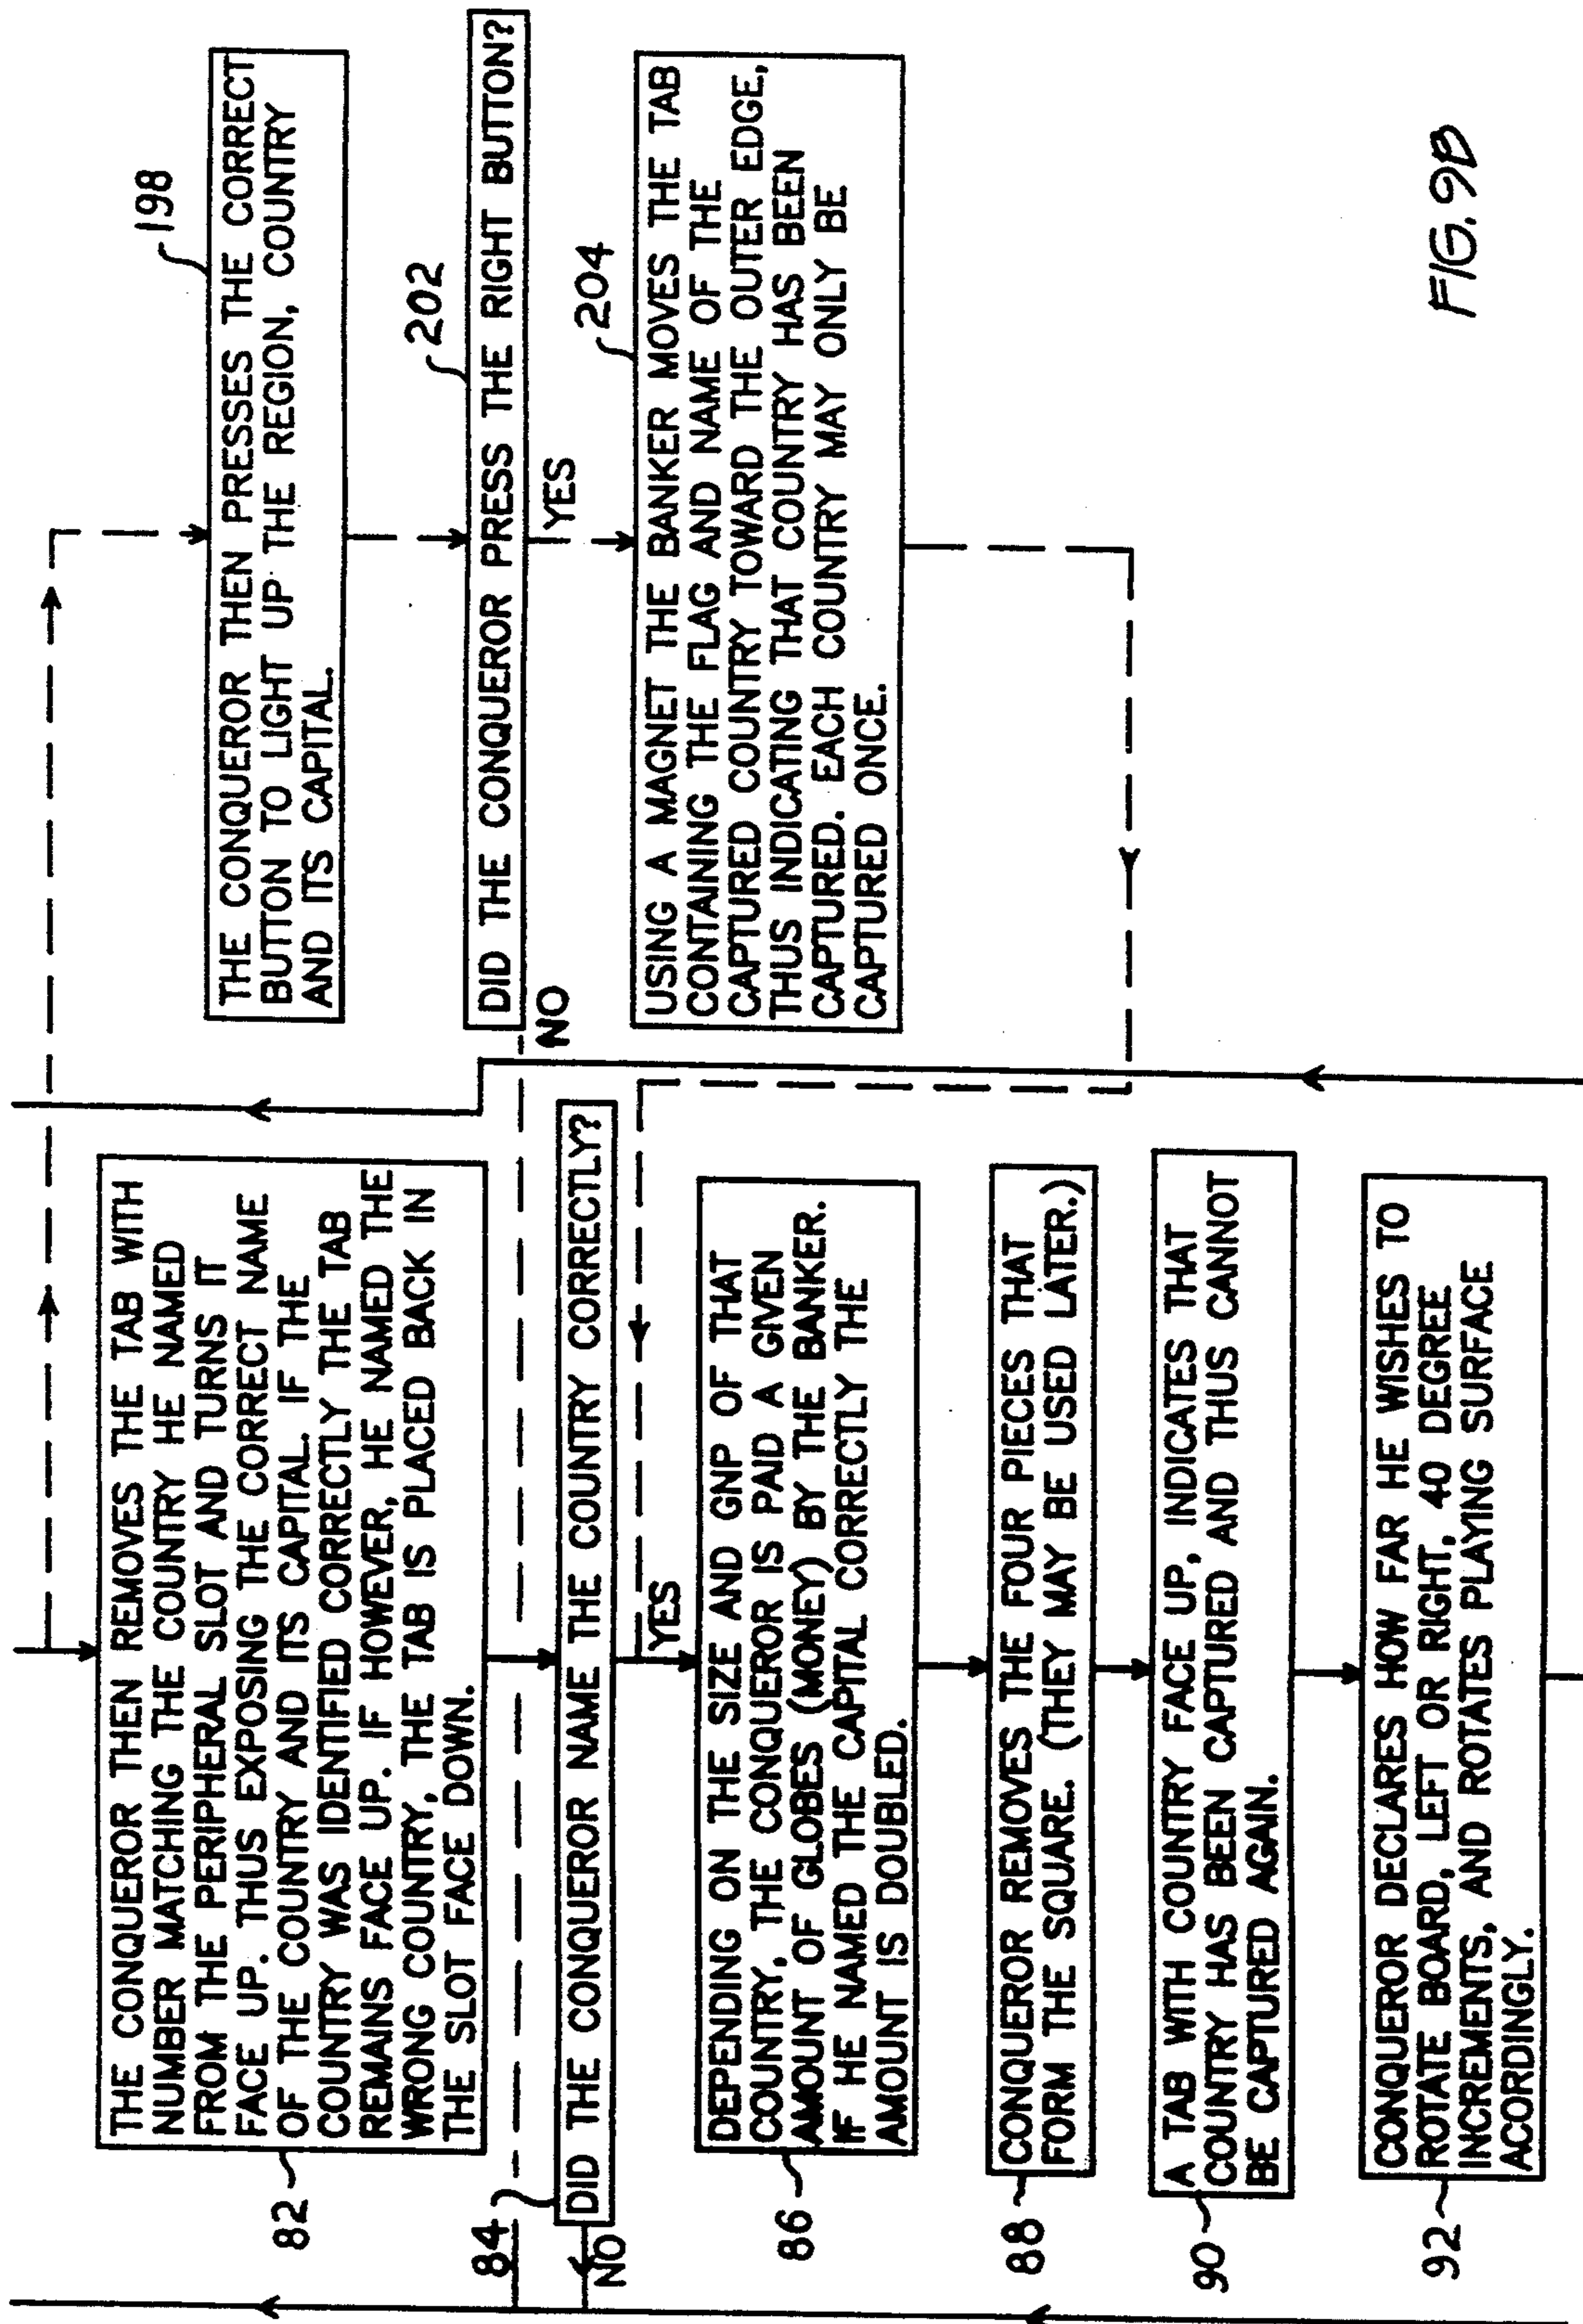 THE CONQUEROR THEN REMOVES THE TAB WITH
NUMBER MATCHING THE COUNTRY HE NAMED
FROM THE PERIPHERAL SLOT AND TURNS IT
FACE UP. THUS EXPOSING THE CORRECT NAME
OF THE COUNTRY AND ITS CAPITAL. IF THE
COUNTRY WAS IDENTIFIED CORRECTLY THE TAB
REMAINS FACE UP. IF HOWEVER, HE NAMED THE
WRONG COUNTRY, THE TAB IS PLACED BACK IN
THE SLOT FACE DOWN.
82
84
DID THE CONQUEROR NAME THE COUNTRY CORRECTLY?
NO
YES
DEPENDING ON THE SIZE AND GNP OF THAT
COUNTRY, THE CONQUEROR IS PAID A GIVEN
AMOUNT OF GLOBES (MONEY) BY THE BANKER.
IF HE NAMED THE CAPITAL CORRECTLY THE
AMOUNT IS DOUBLED.
86
CONQUEROR REMOVES THE FOUR PIECES THAT
FORM THE SQUARE. (THEY MAY BE USED LATER.)
88
A TAB WITH COUNTRY FACE UP, INDICATES THAT
COUNTRY HAS BEEN CAPTURED AND THUS CANNOT
BE CAPTURED AGAIN.
90
CONQUEROR DECLARES HOW FAR HE WISHES TO
ROTATE BOARD, LEFT OR RIGHT, 40 DEGREE
INCREMENTS, AND ROTATES PLAYING SURFACE
ACORDINGLY.
92
THE CONQUEROR THEN PRESSES THE CORRECT
BUTTON TO LIGHT UP THE REGION, COUNTRY
AND ITS CAPITAL.
198
DID THE CONQUEROR PRESS THE RIGHT BUTTON?
202
NO
YES
USING A MAGNET THE BANKER MOVES THE TAB
CONTAINING THE FLAG AND NAME OF THE
CAPTURED COUNTRY TOWARD THE OUTER EDGE,
THUS INDICATING THAT COUNTRY HAS BEEN
CAPTURED. EACH COUNTRY MAY ONLY BE
CAPTURED ONCE.
204
FIG. 9B